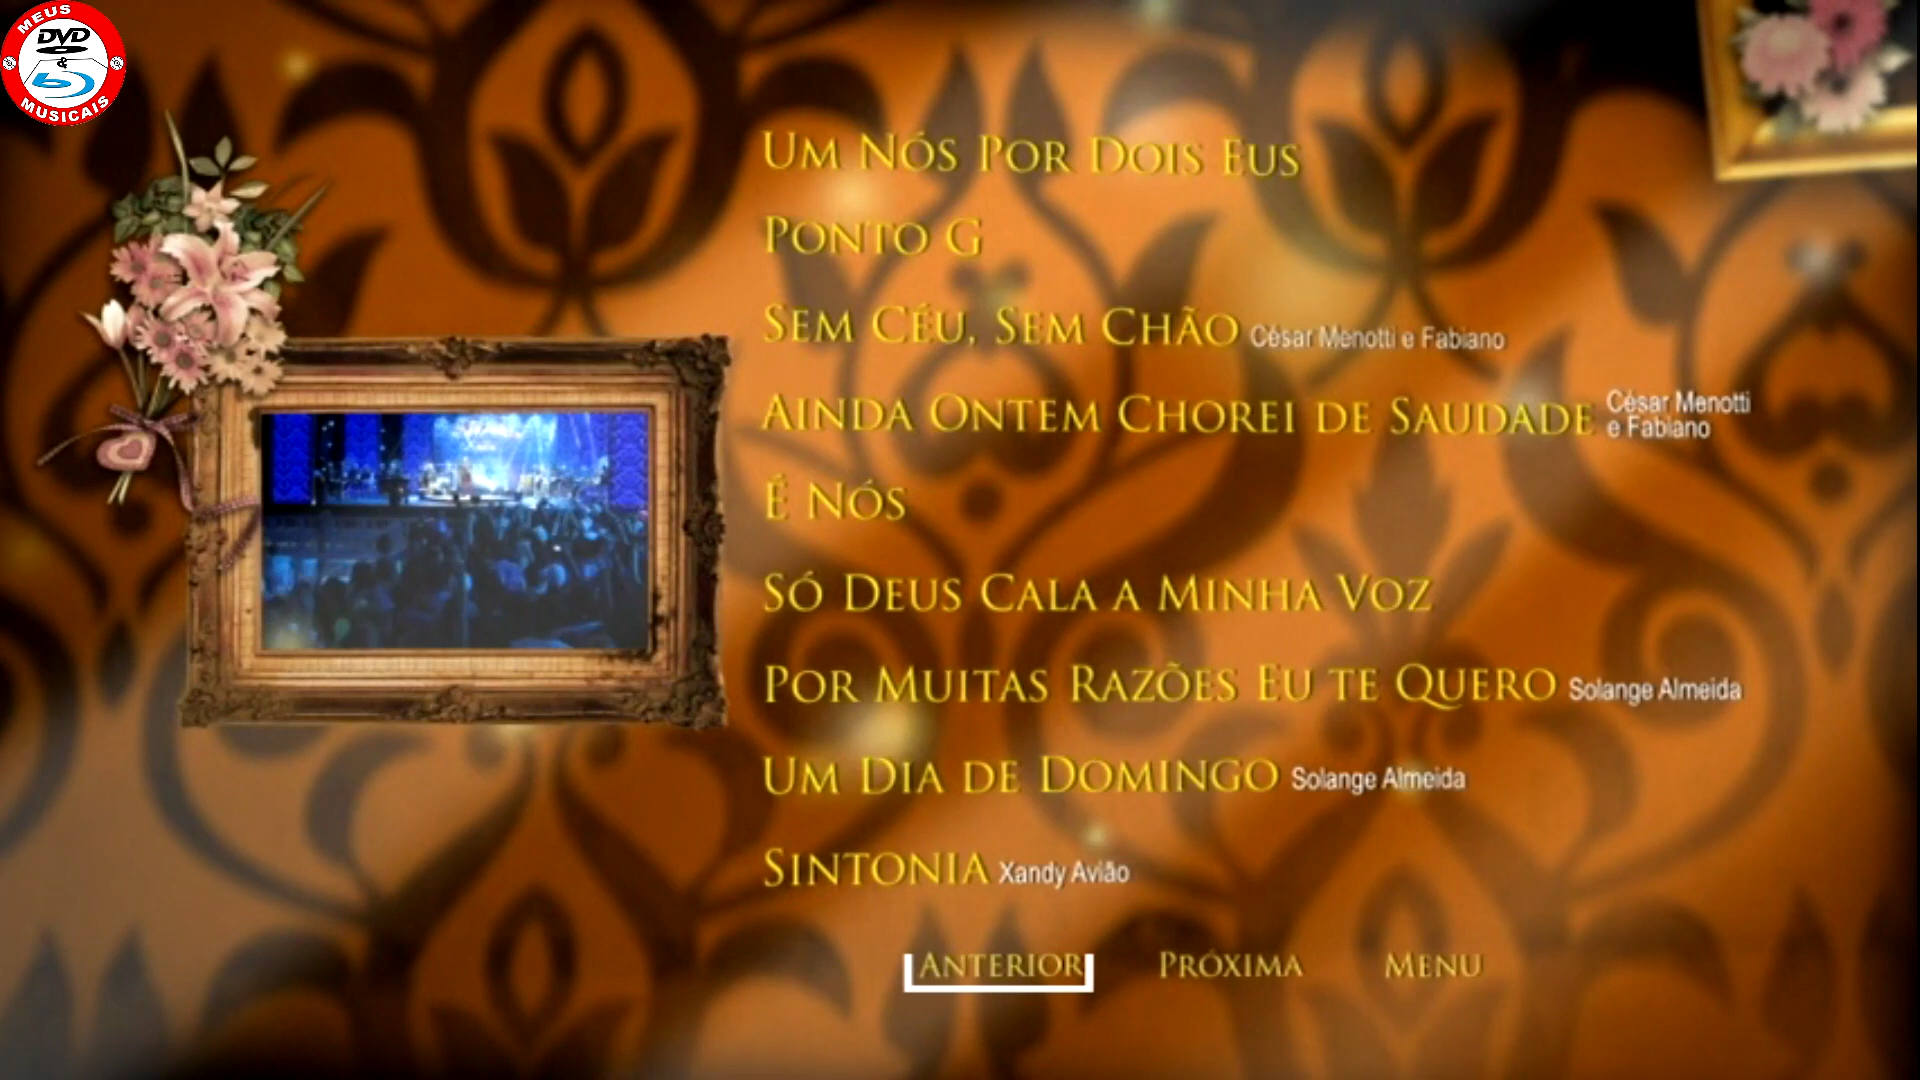 MEUS
DVD
&
MUSICAIS
UM NÓS POR DOIS EUS
PONTO G
SEM CÉU, SEM CHÃO César Menotti e Fabiano
AINDA ONTEM CHOREI DE SAUDADE César Menotti
e Fabiano
É NÓS
SÓ DEUS CALA A MINHA VOZ
POR MUITAS RAZÕES EU TE QUERO Solange Almeida
UM DIA DE DOMINGO Solange Almeida
SINTONIA Xandy Avião
ANTERIOR PRÓXIMA MENU